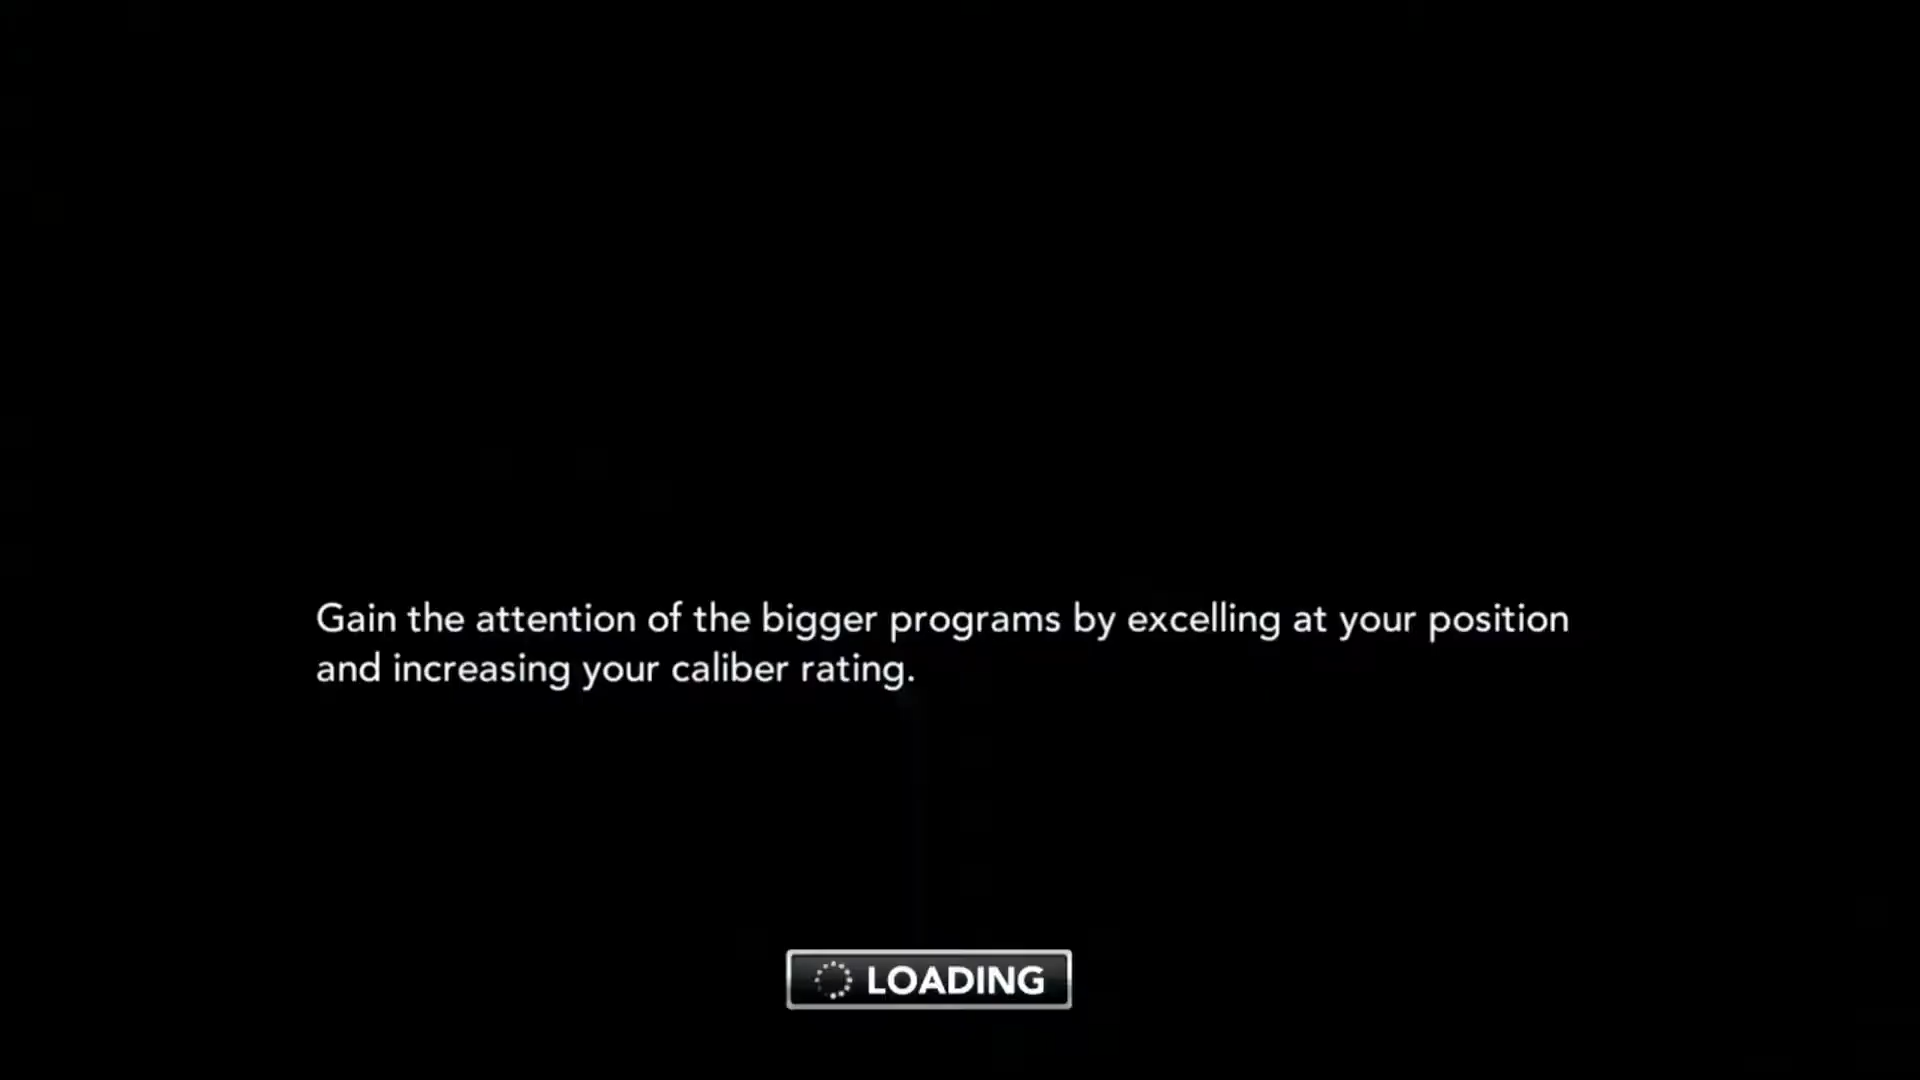 Gain the attention of the bigger programs by excelling at your position
and increasing your caliber rating.
LOADING